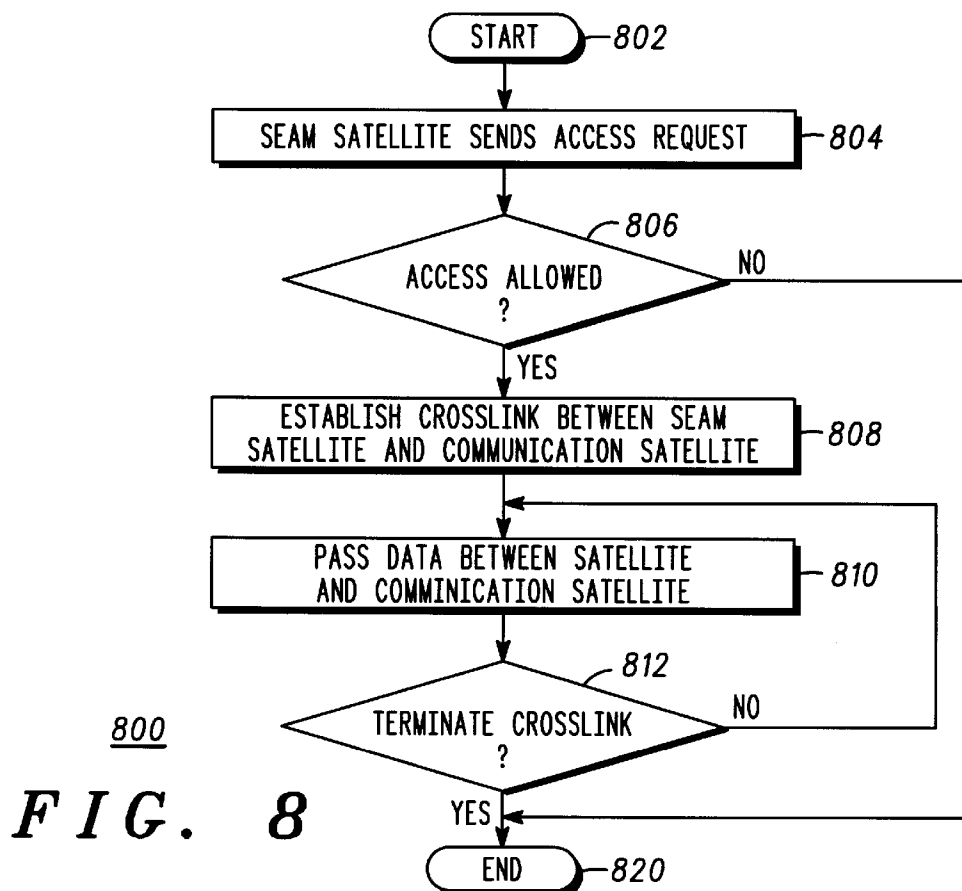 START
802
SEAM SATELLITE SENDS ACCESS REQUEST
804
806
ACCESS ALLOWED
?
NO
YES
ESTABLISH CROSSLINK BETWEEN SEAM
SATELLITE AND COMMUNICATION SATELLITE
808
PASS DATA BETWEEN SATELLITE
AND COMMINICATION SATELLITE
810
812
TERMINATE CROSSLINK
?
NO
800
YES
FIG. 8
END
820